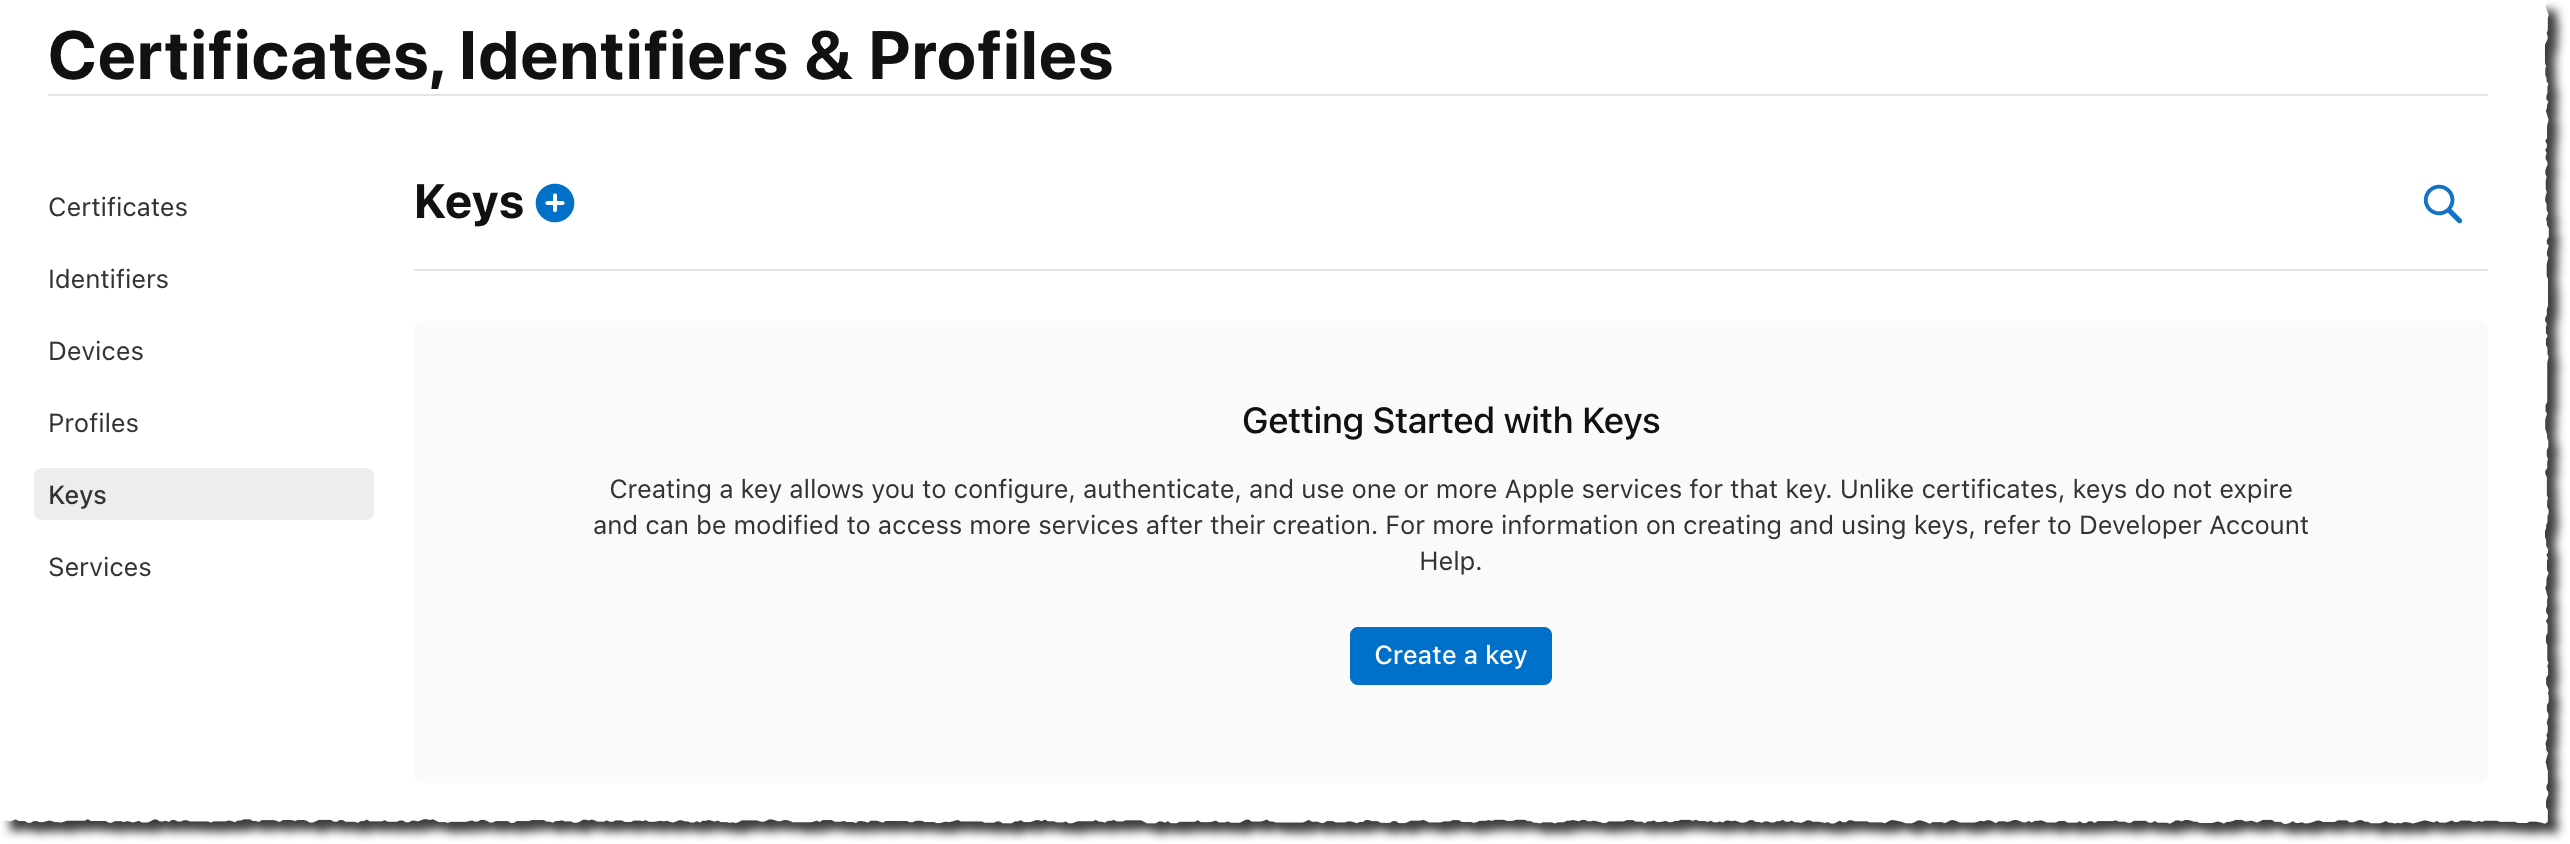 Certificates, Identifiers & Profiles
Certificates
Identifiers
Devices
Profiles
Keys
Services
Keys
Getting Started with Keys
Creating a key allows you to configure, authenticate, and use one or more Apple services for that key. Unlike certificates, keys do not expire
and can be modified to access more services after their creation. For more information on creating and using keys, refer to Developer Account
Help.
Create a key